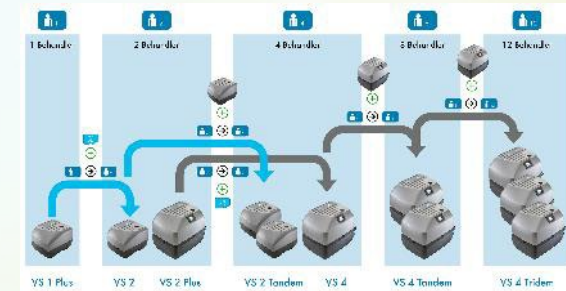 1 Behandler
2 Behandler
4 Behandler
8 Behandler
12 Behandler
VS 1 Plus
VS 2
VS 2 Plus
VS 2 Tandem
VS 4
VS 4 Tandem
VS 4 Tridem